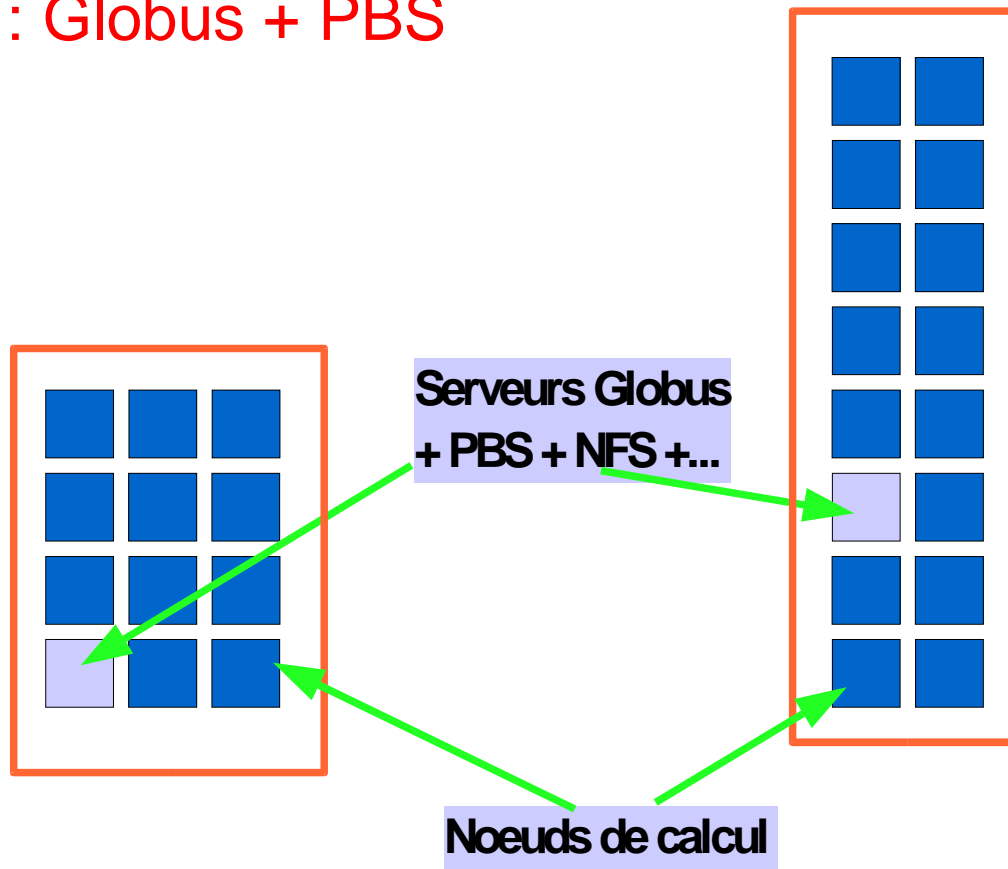 : Globus + PBS
Serveurs Globus
+ PBS + NFS +...
Noeuds de calcul